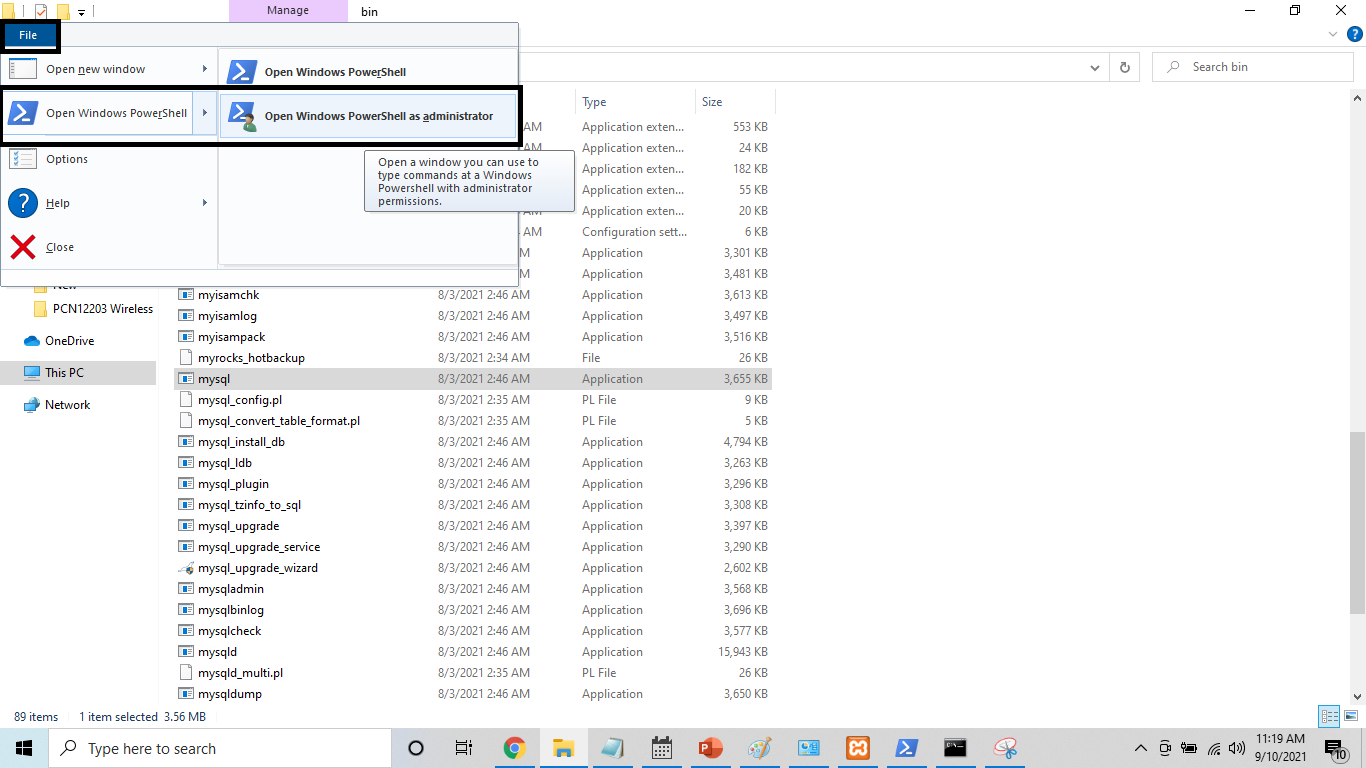 Manage
bin
File
Open new window
Open Windows PowerShell
Open Windows PowerShell
Open Windows PowerShell as administrator
Options
Help
Close
Open a window you can use to
type commands at a Windows
Powershell with administrator
permissions.
Search bin
Type Size
AM Application exten... 553 KB
Application exten... 24 KB
Application exten... 182 KB
Application exten... 55 KB
Application exten... 20 KB
AM Configuration sett... 6 KB
M Application 3,301 KB
M Application 3,481 KB
myisamchk 8/3/2021 2:46 AM Application 3,613 KB
myisamlog 8/3/2021 2:46 AM Application 3,497 KB
myisampack 8/3/2021 2:46 AM Application 3,516 KB
myrocks_hotbackup 8/3/2021 2:34 AM File 26 KB
mysql 8/3/2021 2:46 AM Application 3,655 KB
mysql_config.pl 8/3/2021 2:35 AM PL File 9 KB
mysql_convert_table_format.pl 8/3/2021 2:35 AM PL File 5 KB
mysql_install_db 8/3/2021 2:46 AM Application 4,794 KB
mysql_ldb 8/3/2021 2:46 AM Application 3,263 KB
mysql_plugin 8/3/2021 2:46 AM Application 3,296 KB
mysql_tzinfo_to_sql 8/3/2021 2:46 AM Application 3,308 KB
mysql_upgrade 8/3/2021 2:46 AM Application 3,397 KB
mysql_upgrade_service 8/3/2021 2:46 AM Application 3,290 KB
mysql_upgrade_wizard 8/3/2021 2:46 AM Application 2,602 KB
mysqladmin 8/3/2021 2:46 AM Application 3,568 KB
mysqlbinlog 8/3/2021 2:46 AM Application 3,696 KB
mysqlcheck 8/3/2021 2:46 AM Application 3,577 KB
mysqld 8/3/2021 2:46 AM Application 15,943 KB
mysqld_multi.pl 8/3/2021 2:35 AM PL File 26 KB
mysqldump 8/3/2021 2:46 AM Application 3,650 KB
PCN12203 Wireless
OneDrive
This PC
Network
89 items 1 item selected 3.56 MB
Type here to search
11:19 AM
9/10/2021
10